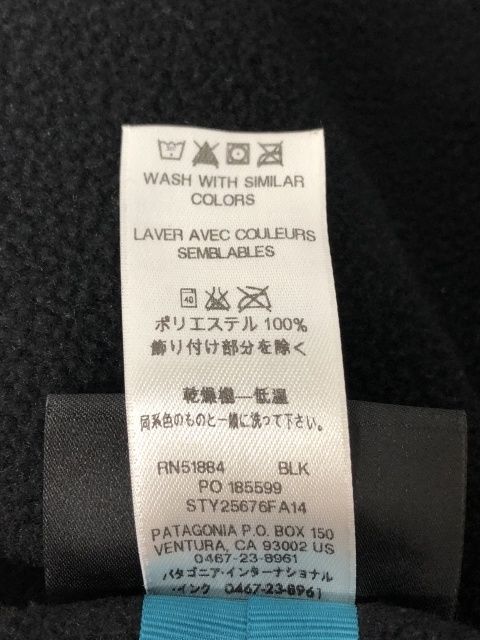 WASH WITH SIMILAR
COLORS
LAVER AVEC COULEURS
SEMBLABLES
40
ポリエステル 100%
飾り付け部分を除く
乾燥機一低温
同系色のものと一緒に洗って下さい。
RN51884 BLK
PO 185599
STY25676FA14
PATAGONIA P.O. BOX 150
VENTURA, CA 93002 US
0467-23-8961
パタゴニア・インターナショナル
・インク 0467-23-8961